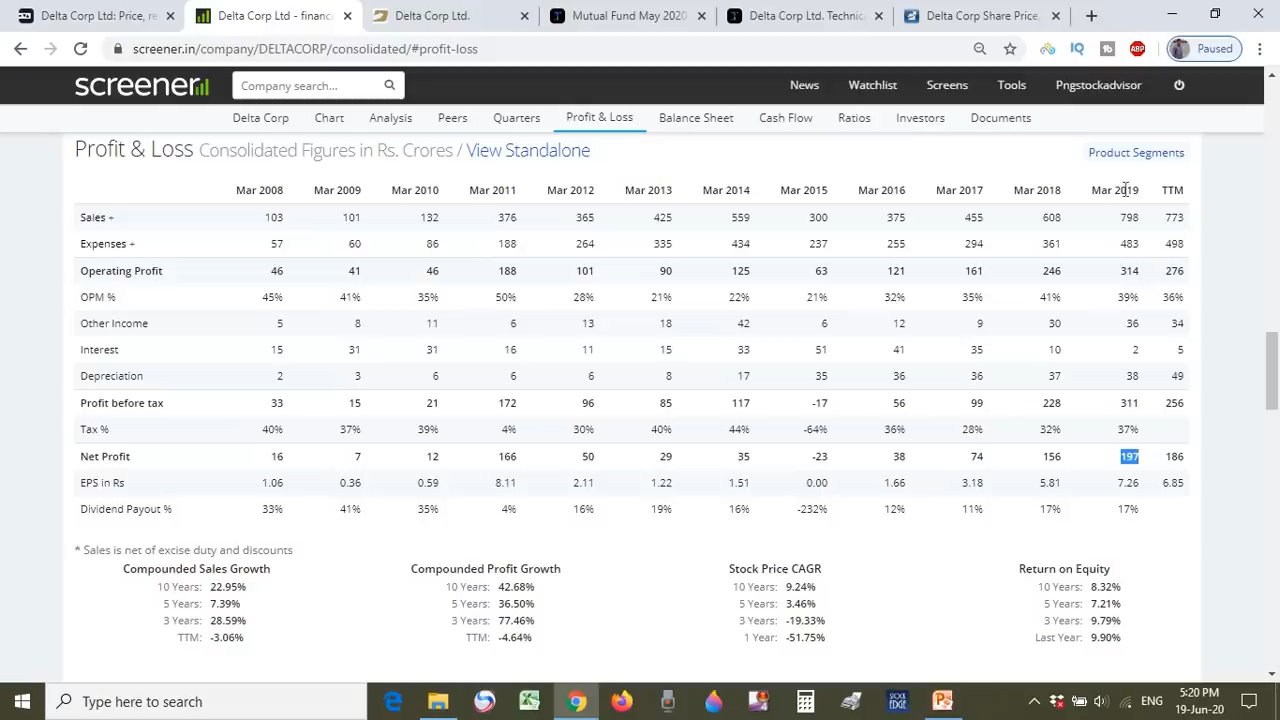 Delta Corp Ltd: Price, re
Delta Corp Ltd - financ
Delta Corp Ltd.
Mutual Fund May 2020
Delta Corp Ltd. Technic
Delta Corp Share Price,
screener.in/company/DELTACORP/consolidated/#profit-loss
ABP
Paused
screener
Company search...
News Watchlist Screens Tools Pngstockadvisor
Delta Corp Chart Analysis Peers Quarters Profit & Loss Balance Sheet Cash Flow Ratios Investors Documents
Profit & Loss Consolidated Figures in Rs. Crores / View Standalone
Product Segments
Mar 2008 Mar 2009 Mar 2010 Mar 2011 Mar 2012 Mar 2013 Mar 2014 Mar 2015 Mar 2016 Mar 2017 Mar 2018 Mar 2019 TTM
Sales + 103 101 132 376 365 425 559 300 375 455 608 798 773
Expenses + 57 60 86 188 264 335 434 237 255 294 361 483 498
Operating Profit 46 41 46 188 101 90 125 63 121 161 246 314 276
OPM % 45% 41% 35% 50% 28% 21% 22% 21% 32% 35% 41% 39% 36%
Other Income 5 8 11 6 13 18 42 6 12 9 30 36 34
Interest 15 31 31 16 11 15 33 51 41 35 10 2 5
Depreciation 2 3 6 6 6 8 17 35 36 36 37 38 49
Profit before tax 33 15 21 172 96 85 117 -17 56 99 228 311 256
Tax % 40% 37% 39% 4% 30% 40% 44% -64% 36% 28% 32% 37%
Net Profit 16 7 12 166 50 29 35 -23 38 74 156 197 186
EPS in Rs 1.06 0.36 0.59 8.11 2.11 1.22 1.51 0.00 1.66 3.18 5.81 7.26 6.85
Dividend Payout % 33% 41% 35% 4% 16% 19% 16% -232% 12% 11% 17% 17%
* Sales is net of excise duty and discounts
Compounded Sales Growth
10 Years: 22.95%
5 Years: 7.39%
3 Years: 28.59%
TTM: -3.06%
Compounded Profit Growth
10 Years: 42.68%
5 Years: 36.50%
3 Years: 77.46%
TTM: -4.64%
Stock Price CAGR
10 Years: 9.24%
5 Years: 3.46%
3 Years: -19.33%
1 Year: -51.75%
Return on Equity
10 Years: 8.32%
5 Years: 7.21%
3 Years: 9.79%
Last Year: 9.90%
Type here to search
STOCK EDGE
ENG
5:20 PM
19-Jun-20